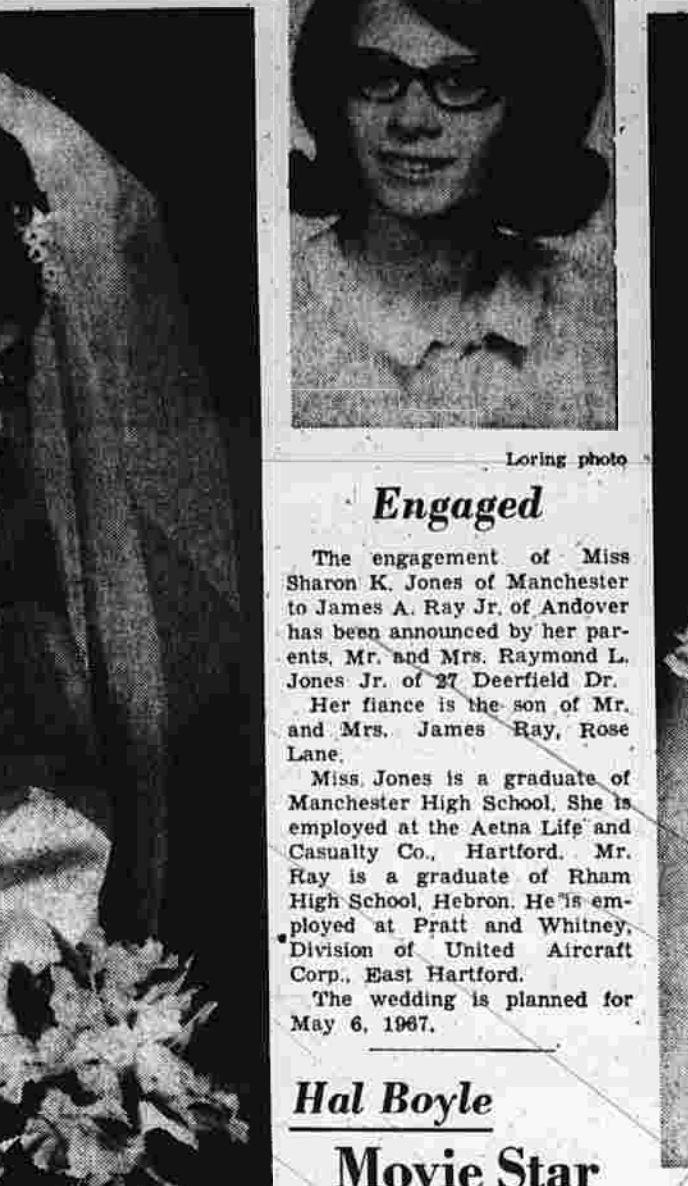 Loring photo
Engaged
The engagement of Miss
Sharon K. Jones of Manchester
to James A. Ray Jr. of Andover
has been announced by her par-
ents, Mr. and Mrs. Raymond L.
Jones Jr. of 27 Deerfield Dr.
Her fiance is the son of Mr.
and Mrs. James Ray, Rose
Lane.
Miss Jones is a graduate of
Manchester High School. She is
employed at the Aetna Life and
Casualty Co., Hartford. Mr.
Ray is a graduate of Rham
High School, Hebron. He is em-
ployed at Pratt and Whitney,
Division of United Aircraft
Corp., East Hartford.
The wedding is planned for
May 6, 1967.
Hal Boyle
Movie Star